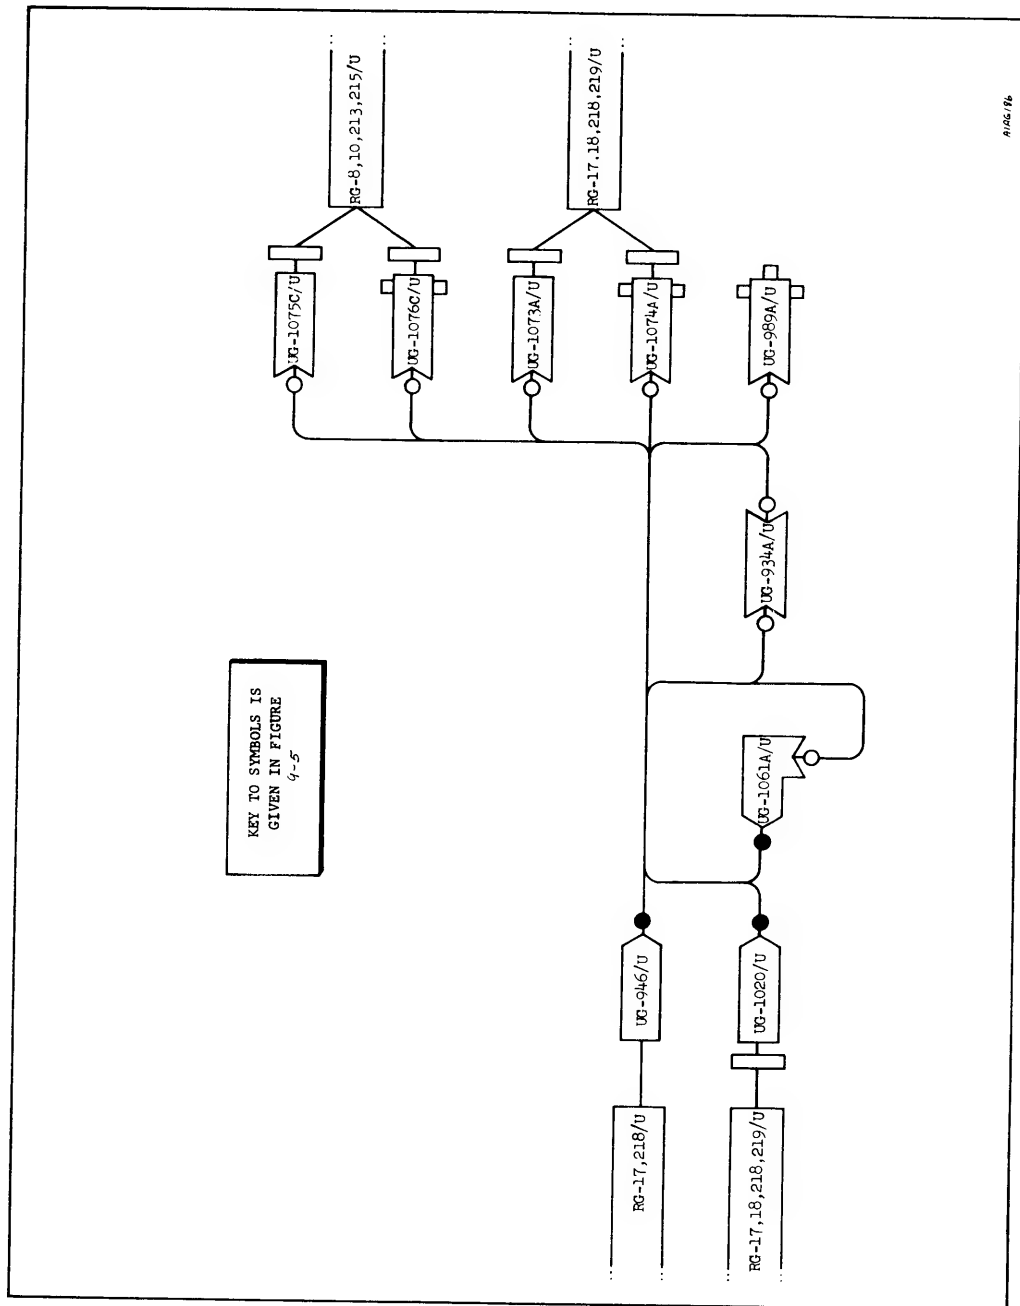 RG-8,10,213,215/U
RG-17,18,218,219/U
UG-1075C/U
UG-1076C/U
UG-1073A/U
UG-1074A/U
UG-989A/U
UG-934A/U
KEY TO SYMBOLS IS
GIVEN IN FIGURE
9-5
UG-1061A/U
UG-946/U
UG-1020/U
RG-17,218/U
RG-17,18,218,219/U
A1AG186